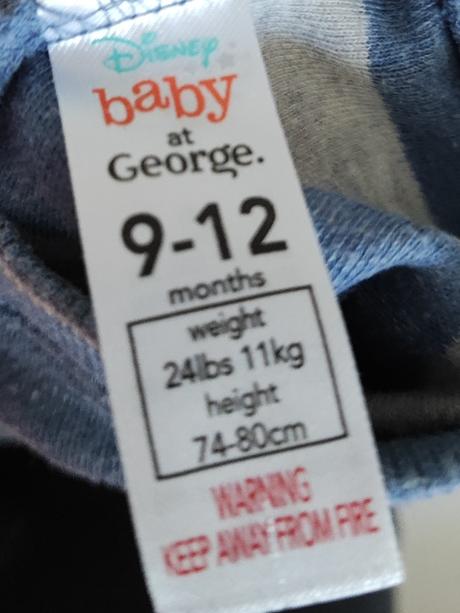 Disney
baby
at
George.
9-12
months
weight
24lbs 11kg
height
74-80cm
WARNING
KEEP AWAY FROM FIRE